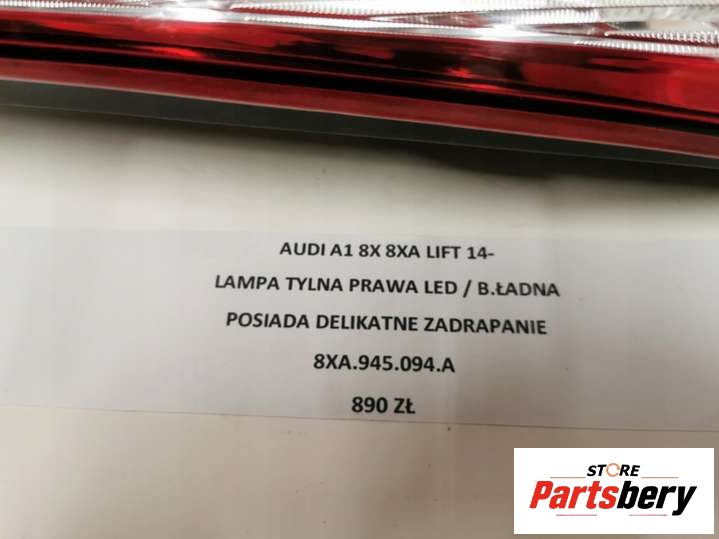 AUDI A1 8X 8XA LIFT 14-
LAMPA TYLNA PRAWA LED / B.ŁADNA
POSIADA DELIKATNE ZADRAPANIE
8XA.945.094.A
890 ZŁ
STORE
Partsbery